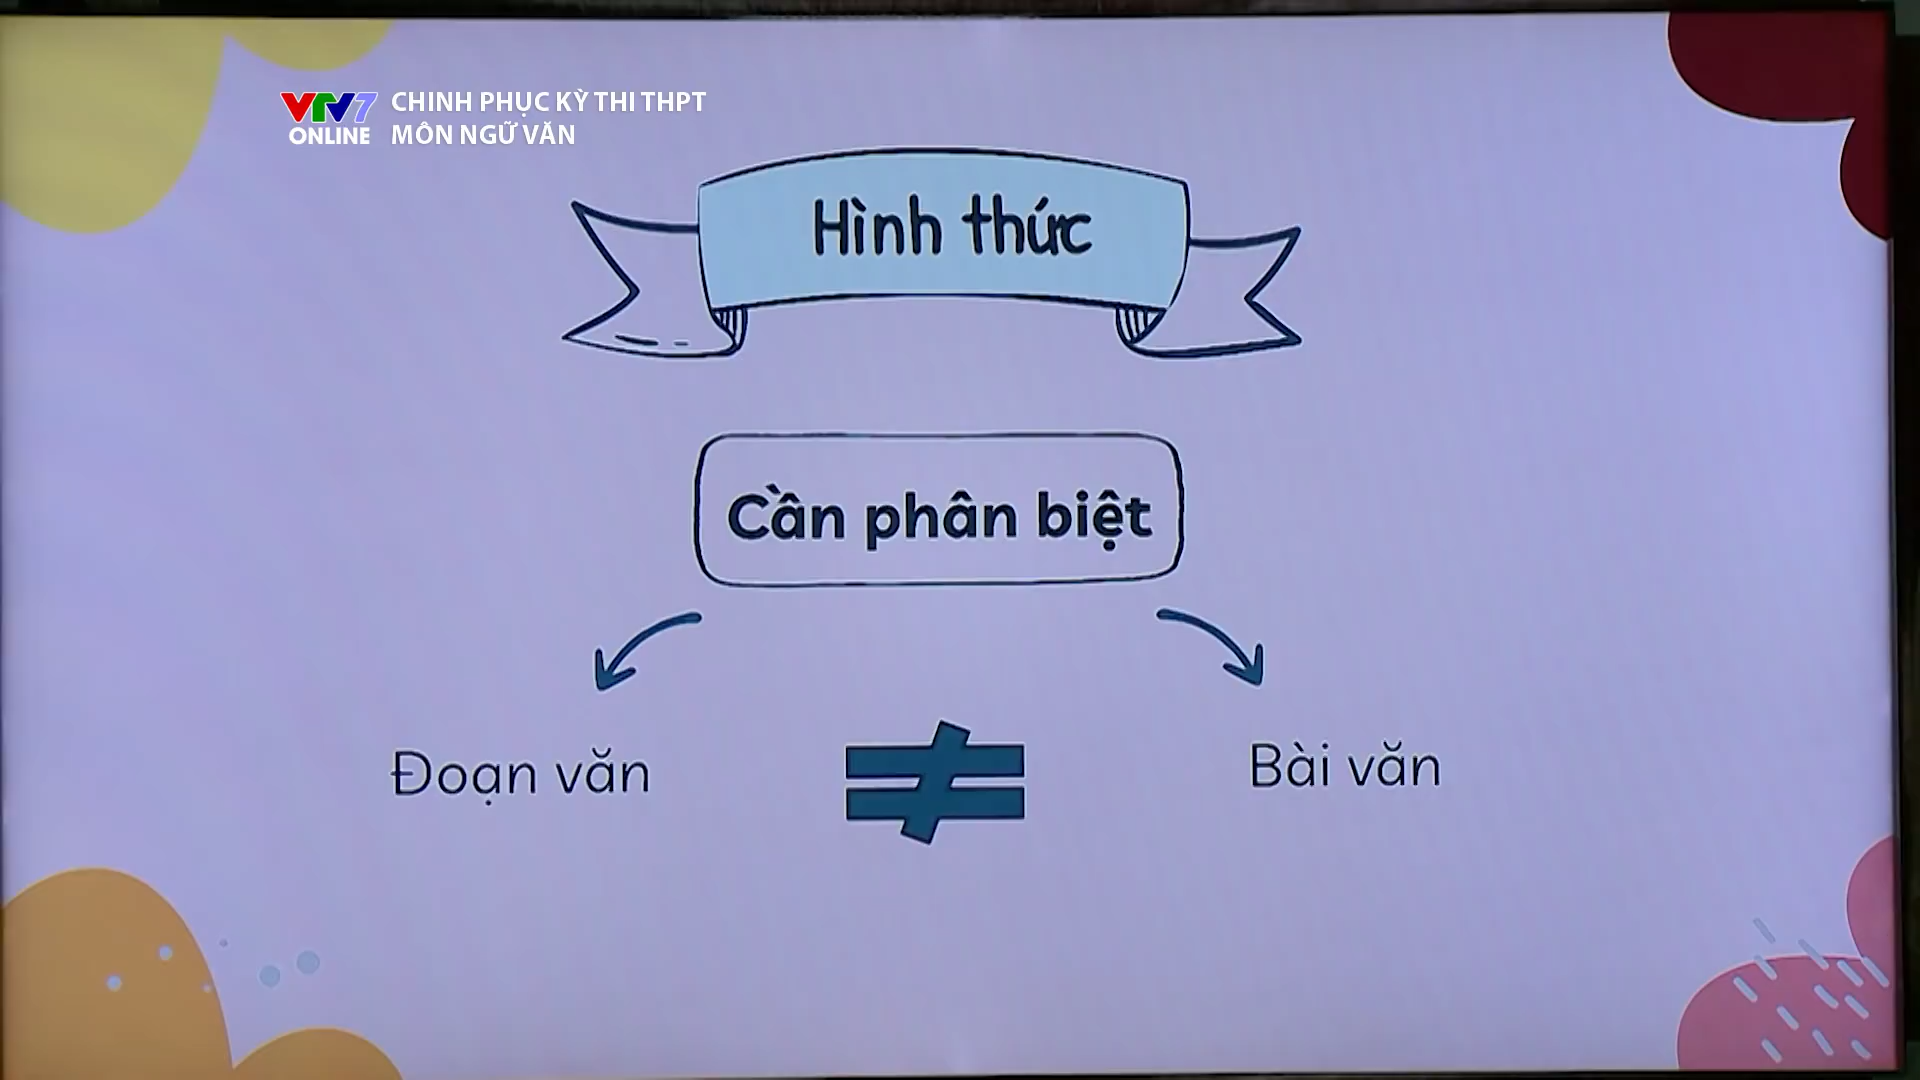 VTV7
ONLINE
CHINH PHỤC KỲ THI THPT
MÔN NGỮ VĂN
Hình thức
Cần phân biệt
Đoạn văn
≠
Bài văn